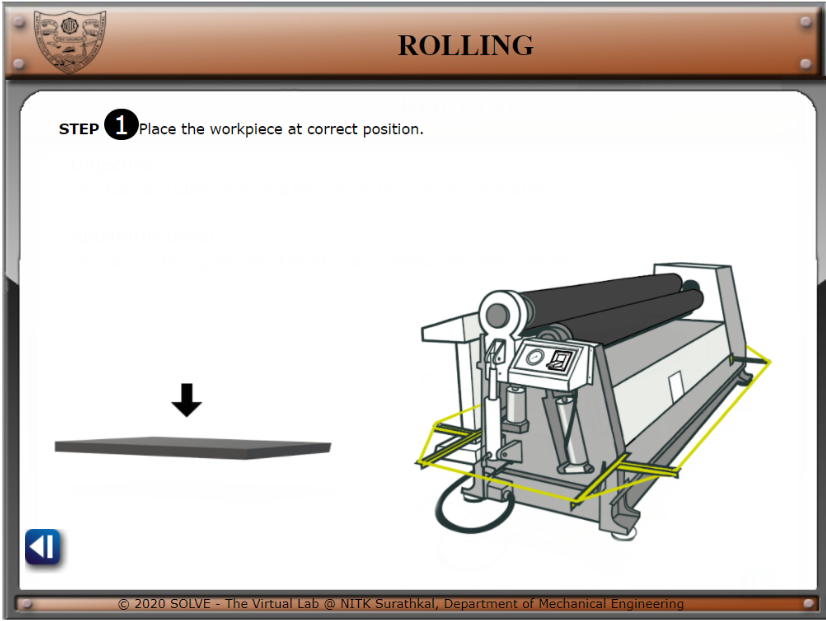 ROLLING
STEP 1 Place the workpiece at correct position.
© 2020 SOLVE - The Virtual Lab @ NITK Surathkal, Department of Mechanical Engineering